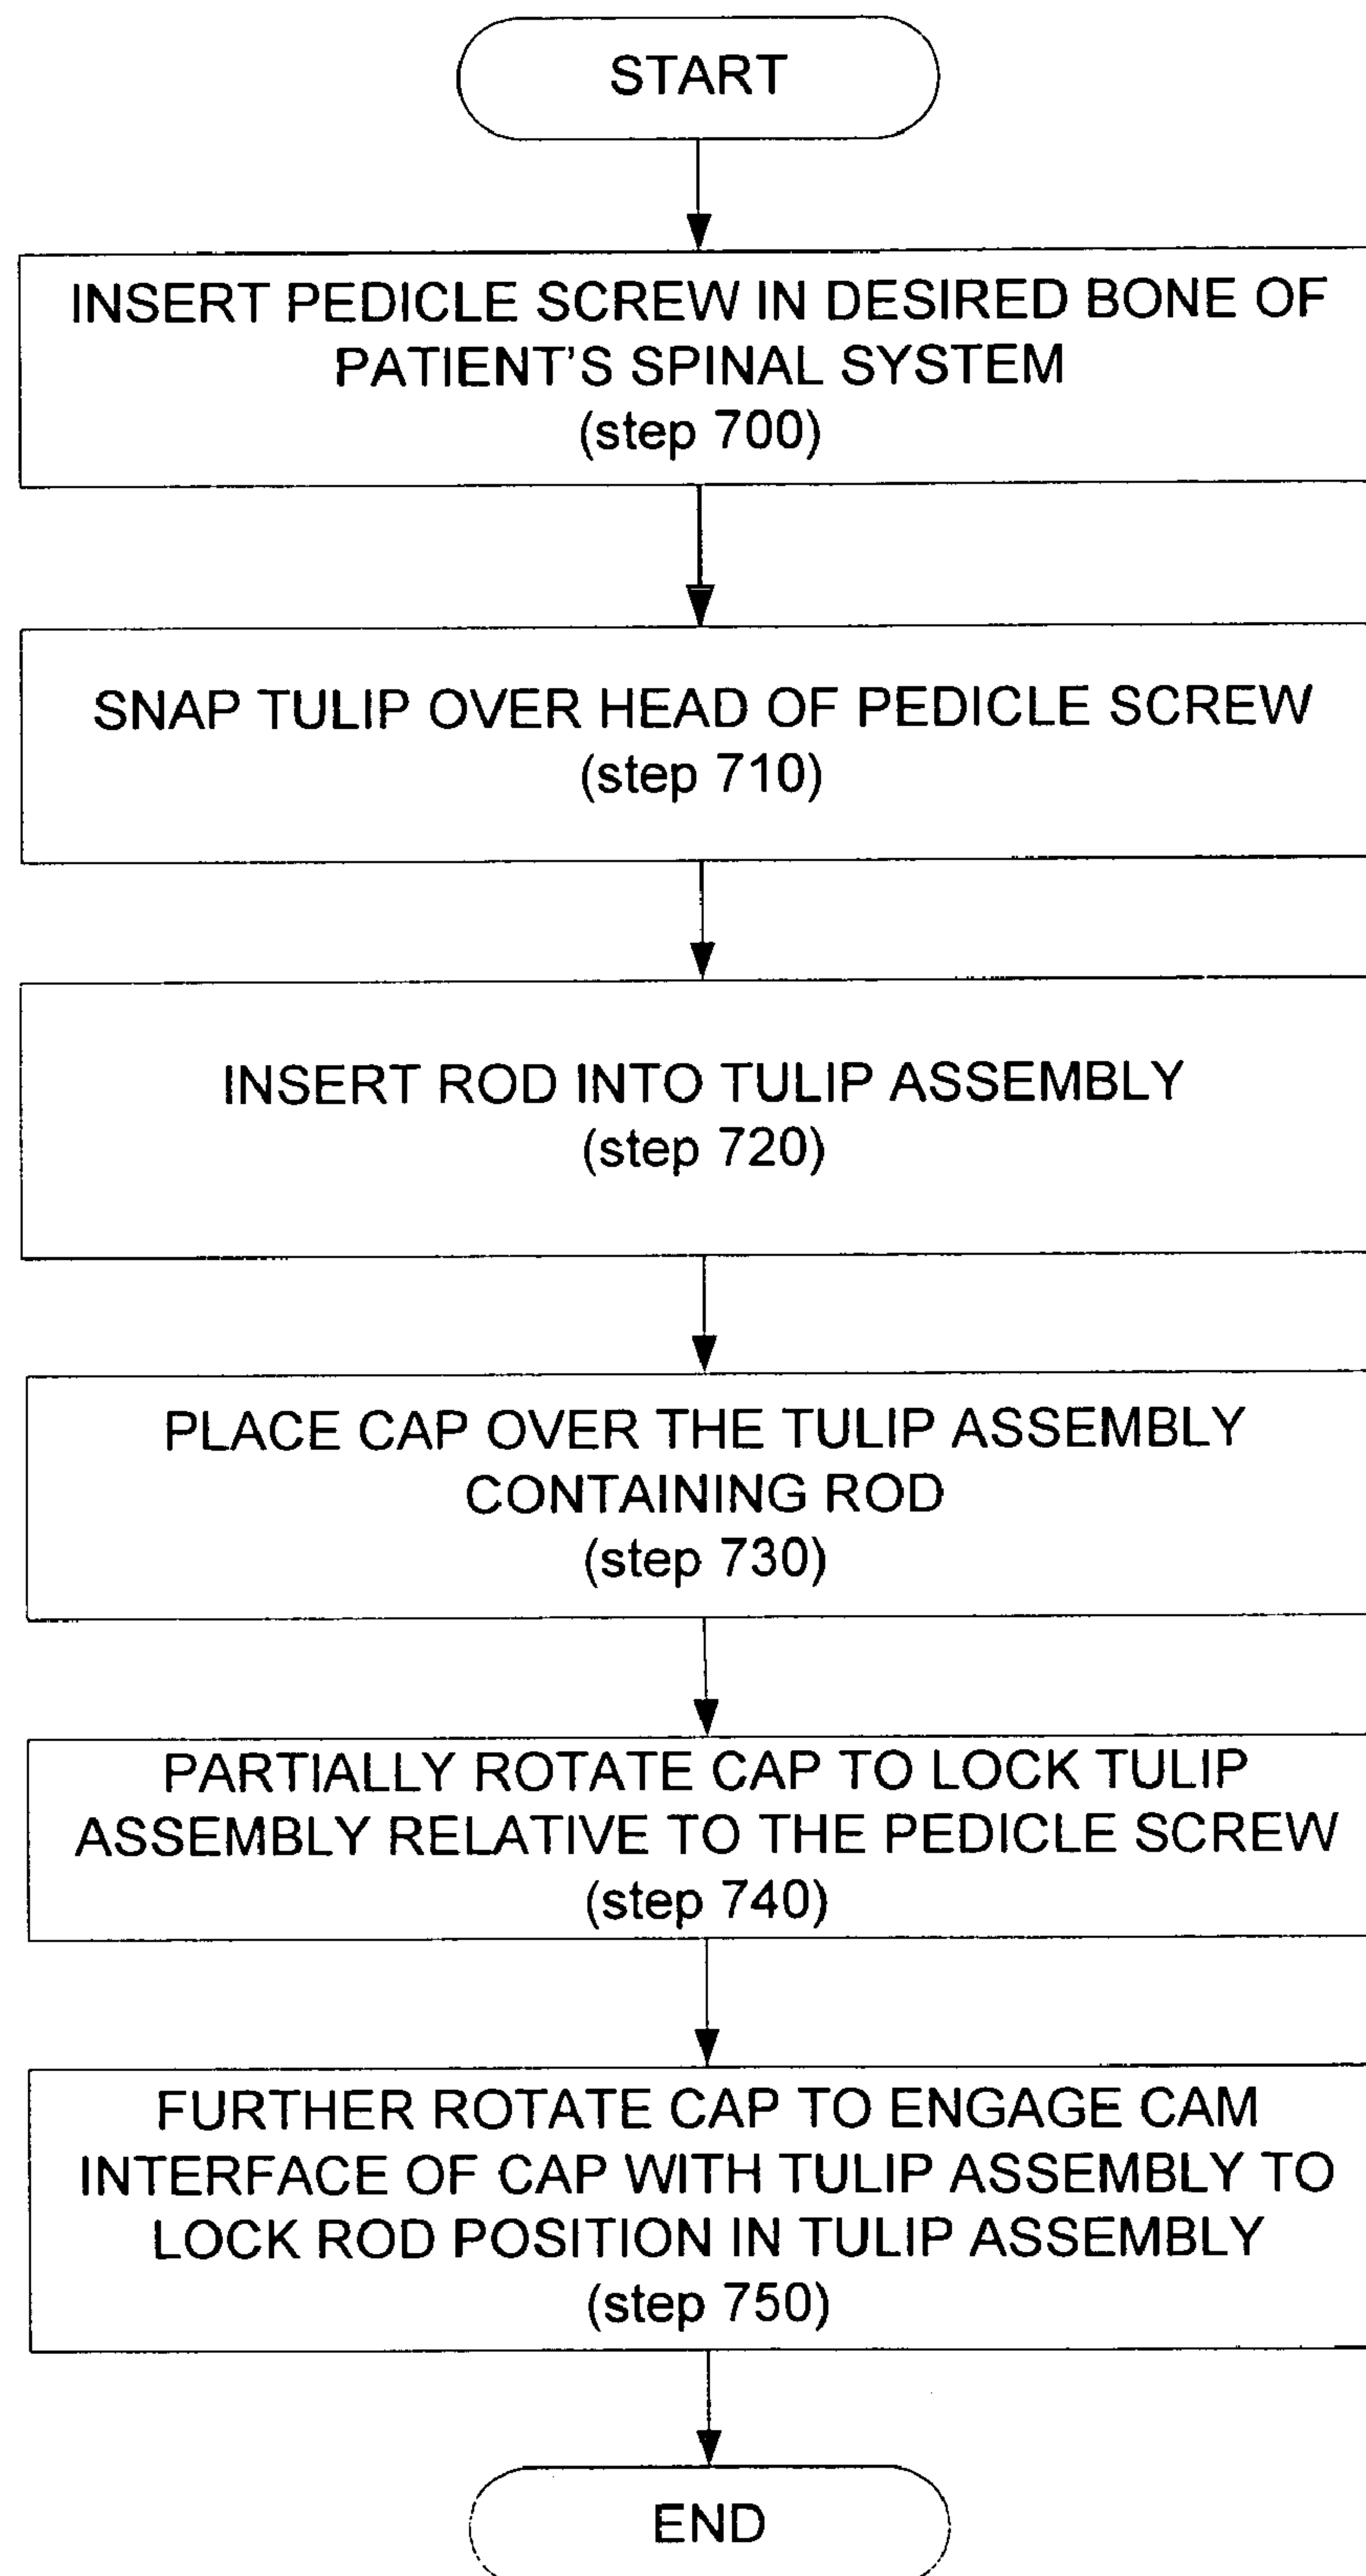 START
INSERT PEDICLE SCREW IN DESIRED BONE OF
PATIENT'S SPINAL SYSTEM
(step 700)
SNAP TULIP OVER HEAD OF PEDICLE SCREW
(step 710)
INSERT ROD INTO TULIP ASSEMBLY
(step 720)
PLACE CAP OVER THE TULIP ASSEMBLY
CONTAINING ROD
(step 730)
PARTIALLY ROTATE CAP TO LOCK TULIP
ASSEMBLY RELATIVE TO THE PEDICLE SCREW
(step 740)
FURTHER ROTATE CAP TO ENGAGE CAM
INTERFACE OF CAP WITH TULIP ASSEMBLY TO
LOCK ROD POSITION IN TULIP ASSEMBLY
(step 750)
END